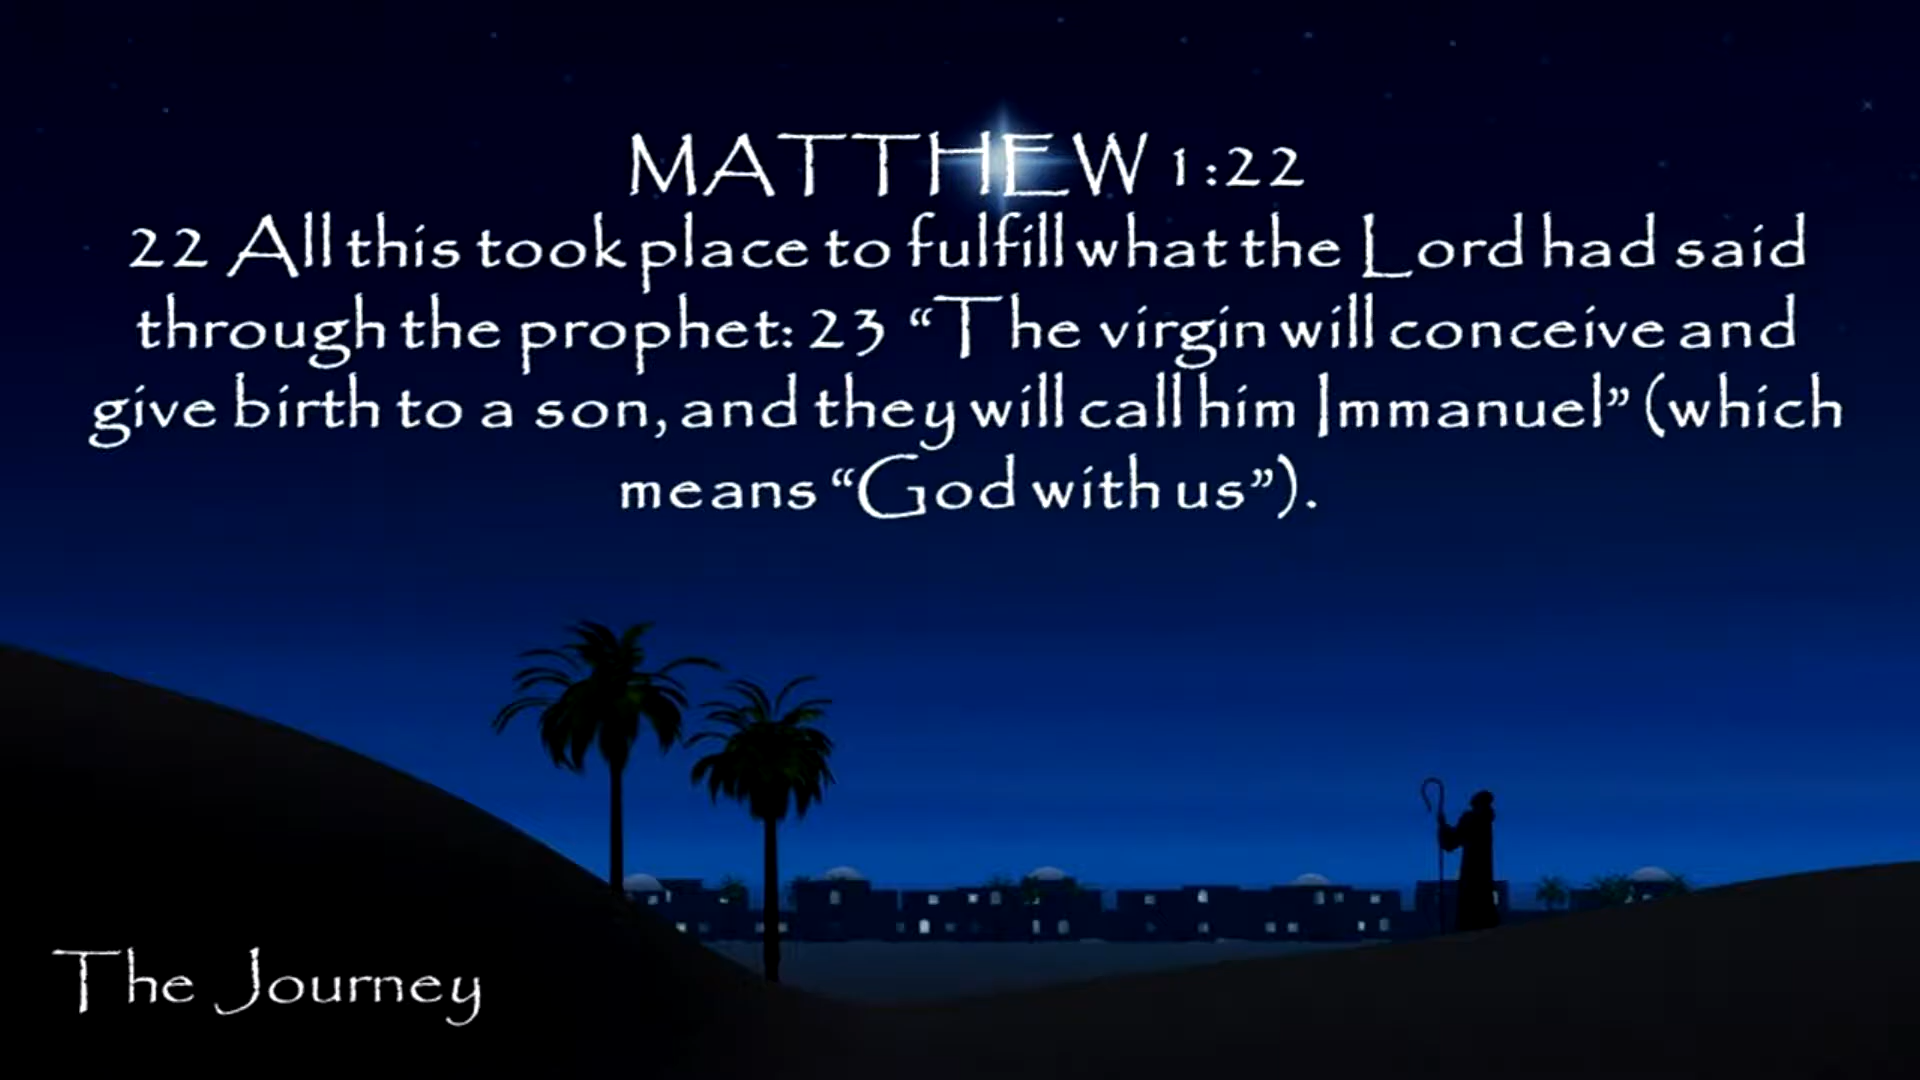 MATTHEW 1:22
22 All this took place to fulfill what the Lord had said
through the prophet: 23 “The virgin will conceive and
give birth to a son, and they will call him Immanuel” (which
means “God with us”).
The Journey